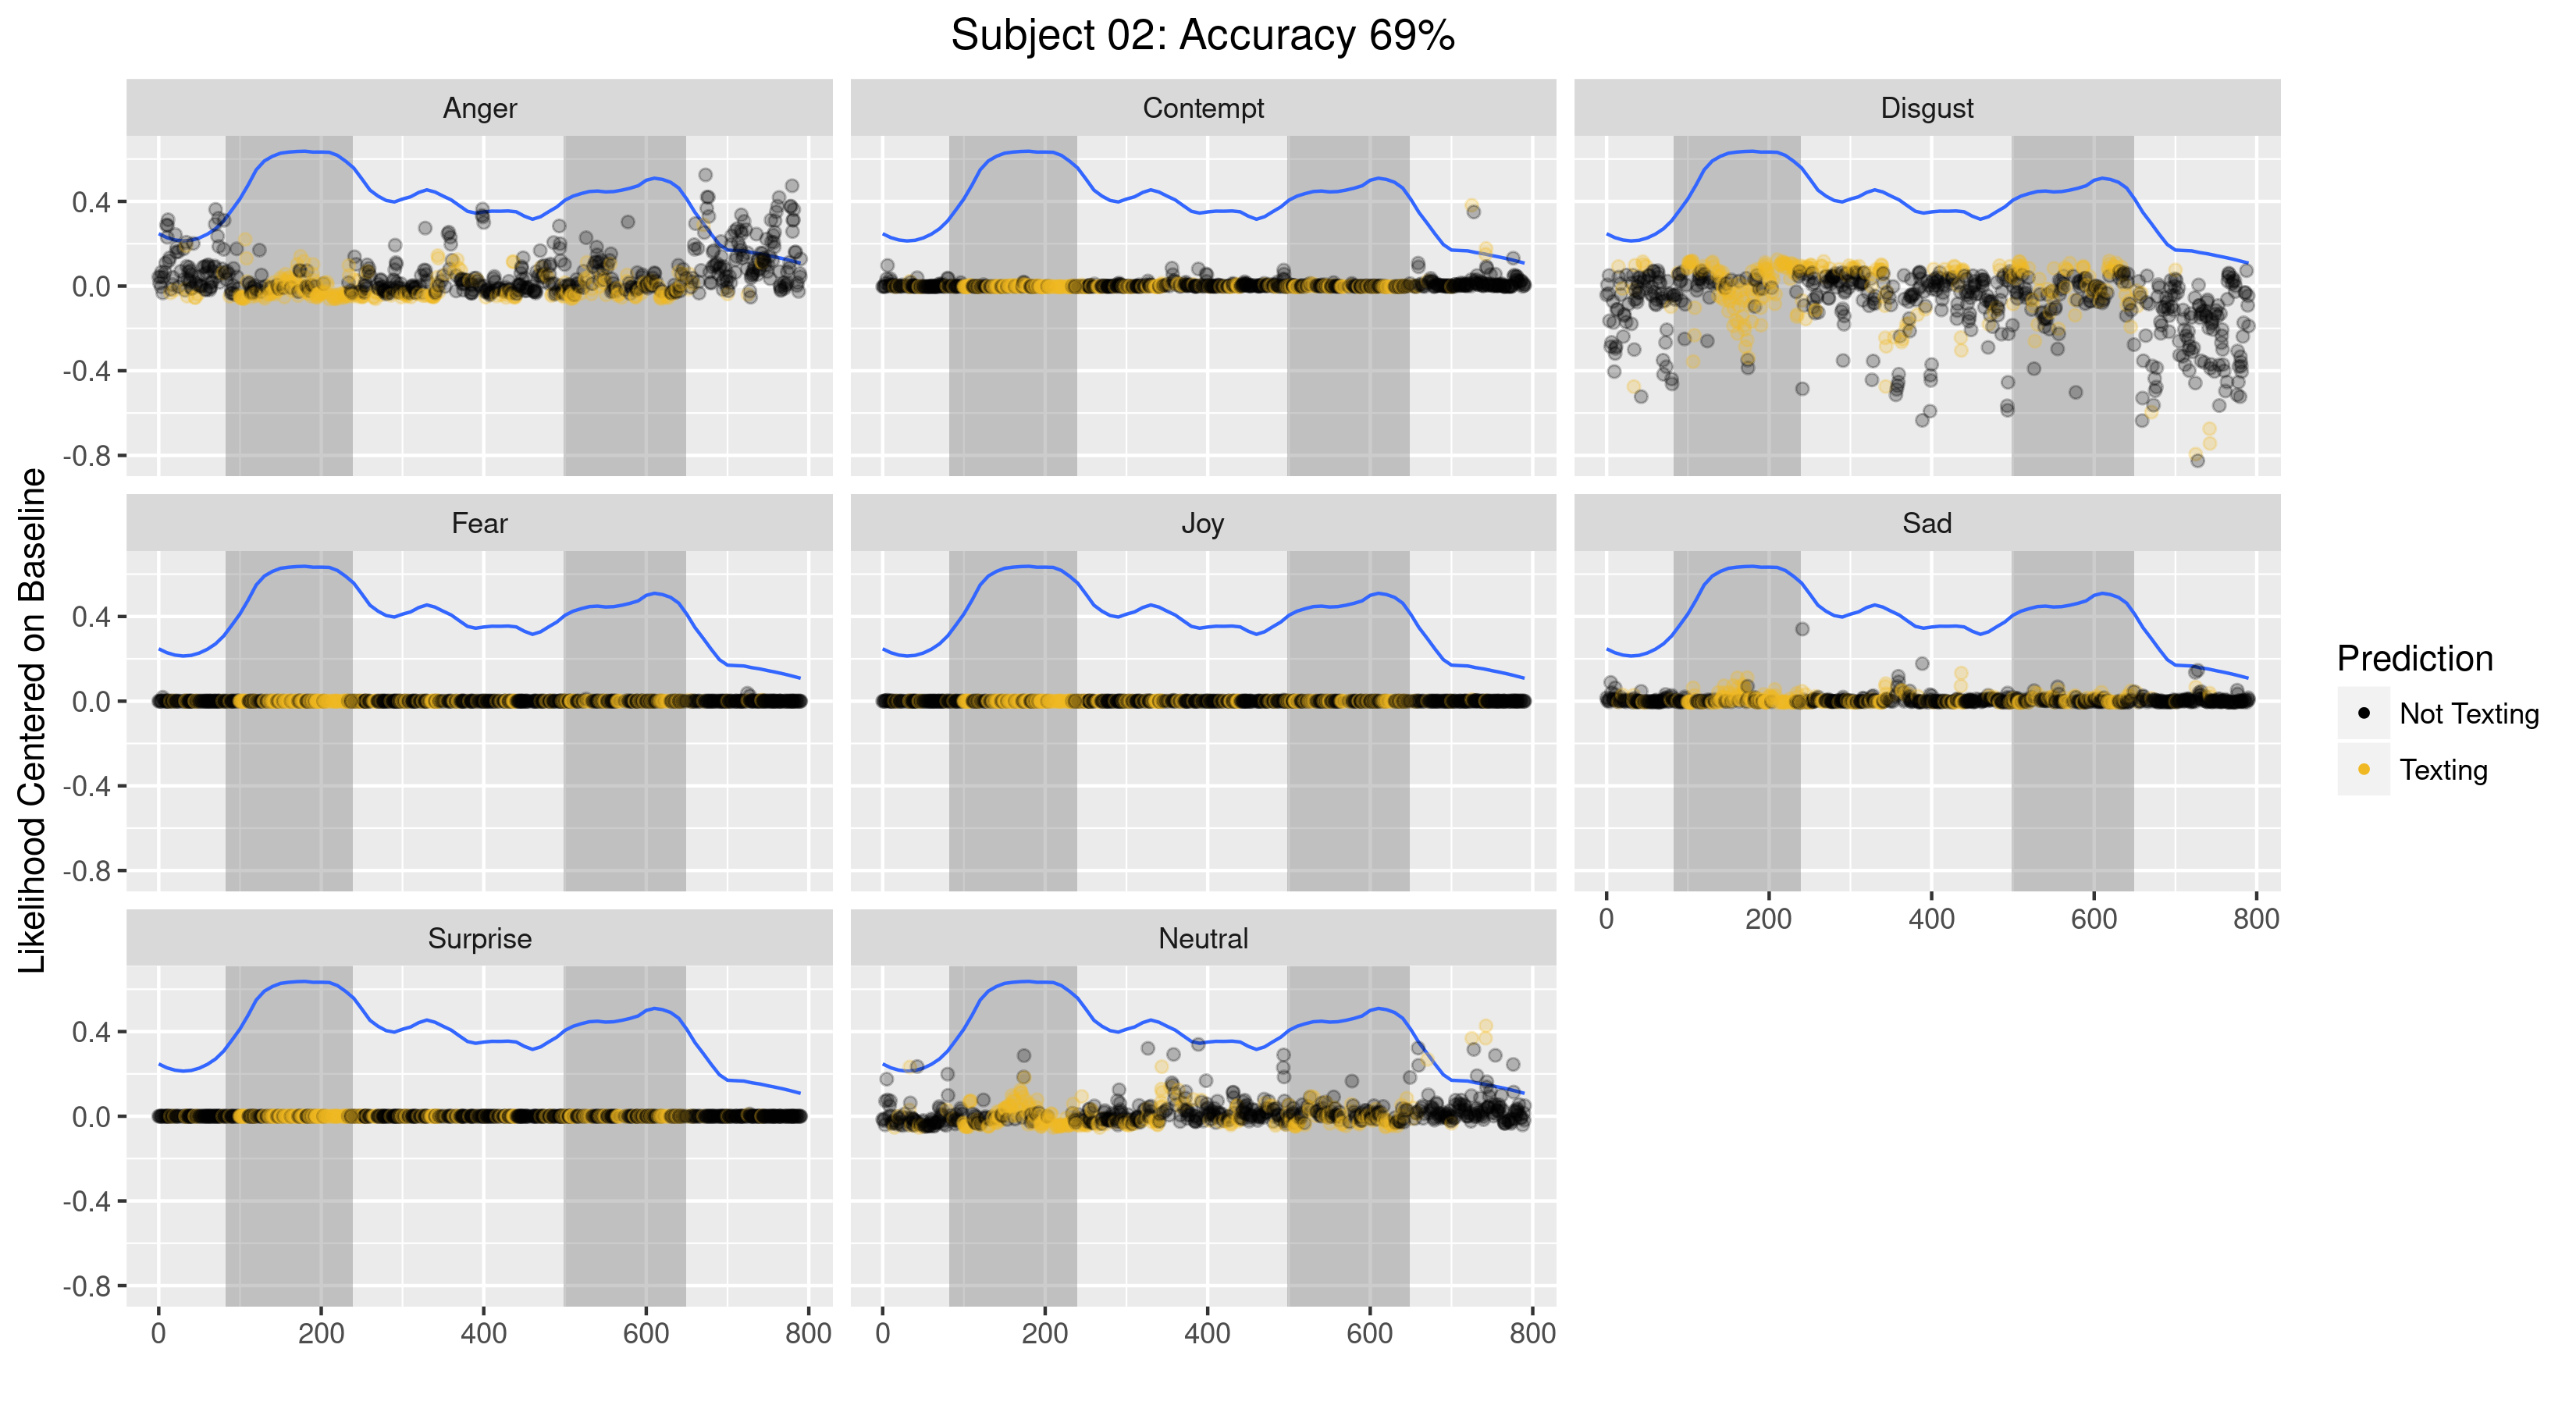 Subject 02: Accuracy 69%
Anger
Contempt
Disgust
0.4
0.0
-0.4
-0.8
Fear
Joy
Sad
0.4
0.0
-0.4
-0.8
0 200 400 600 800
Surprise
Neutral
0.4
0.0
-0.4
-0.8
0 200 400 600 800
0 200 400 600 800
Likelihood Centered on Baseline
Prediction
Not Texting
Texting